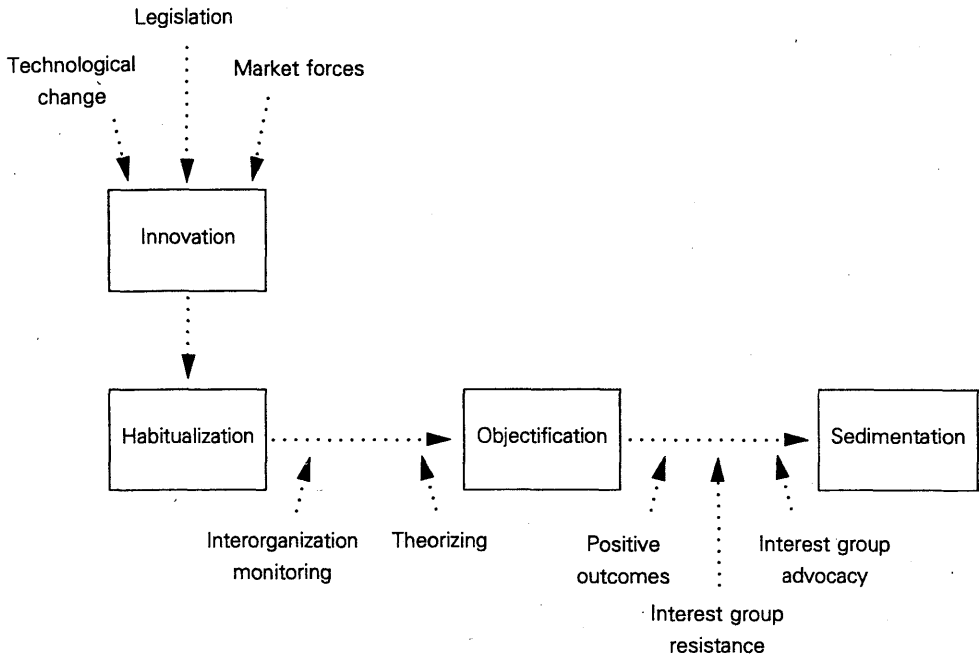 Legislation
Technological
change
Market forces
Innovation
Habitualization
Objectification
Sedimentation
Interorganization
monitoring
Theorizing
Positive
outcomes
Interest group
advocacy
Interest group
resistance